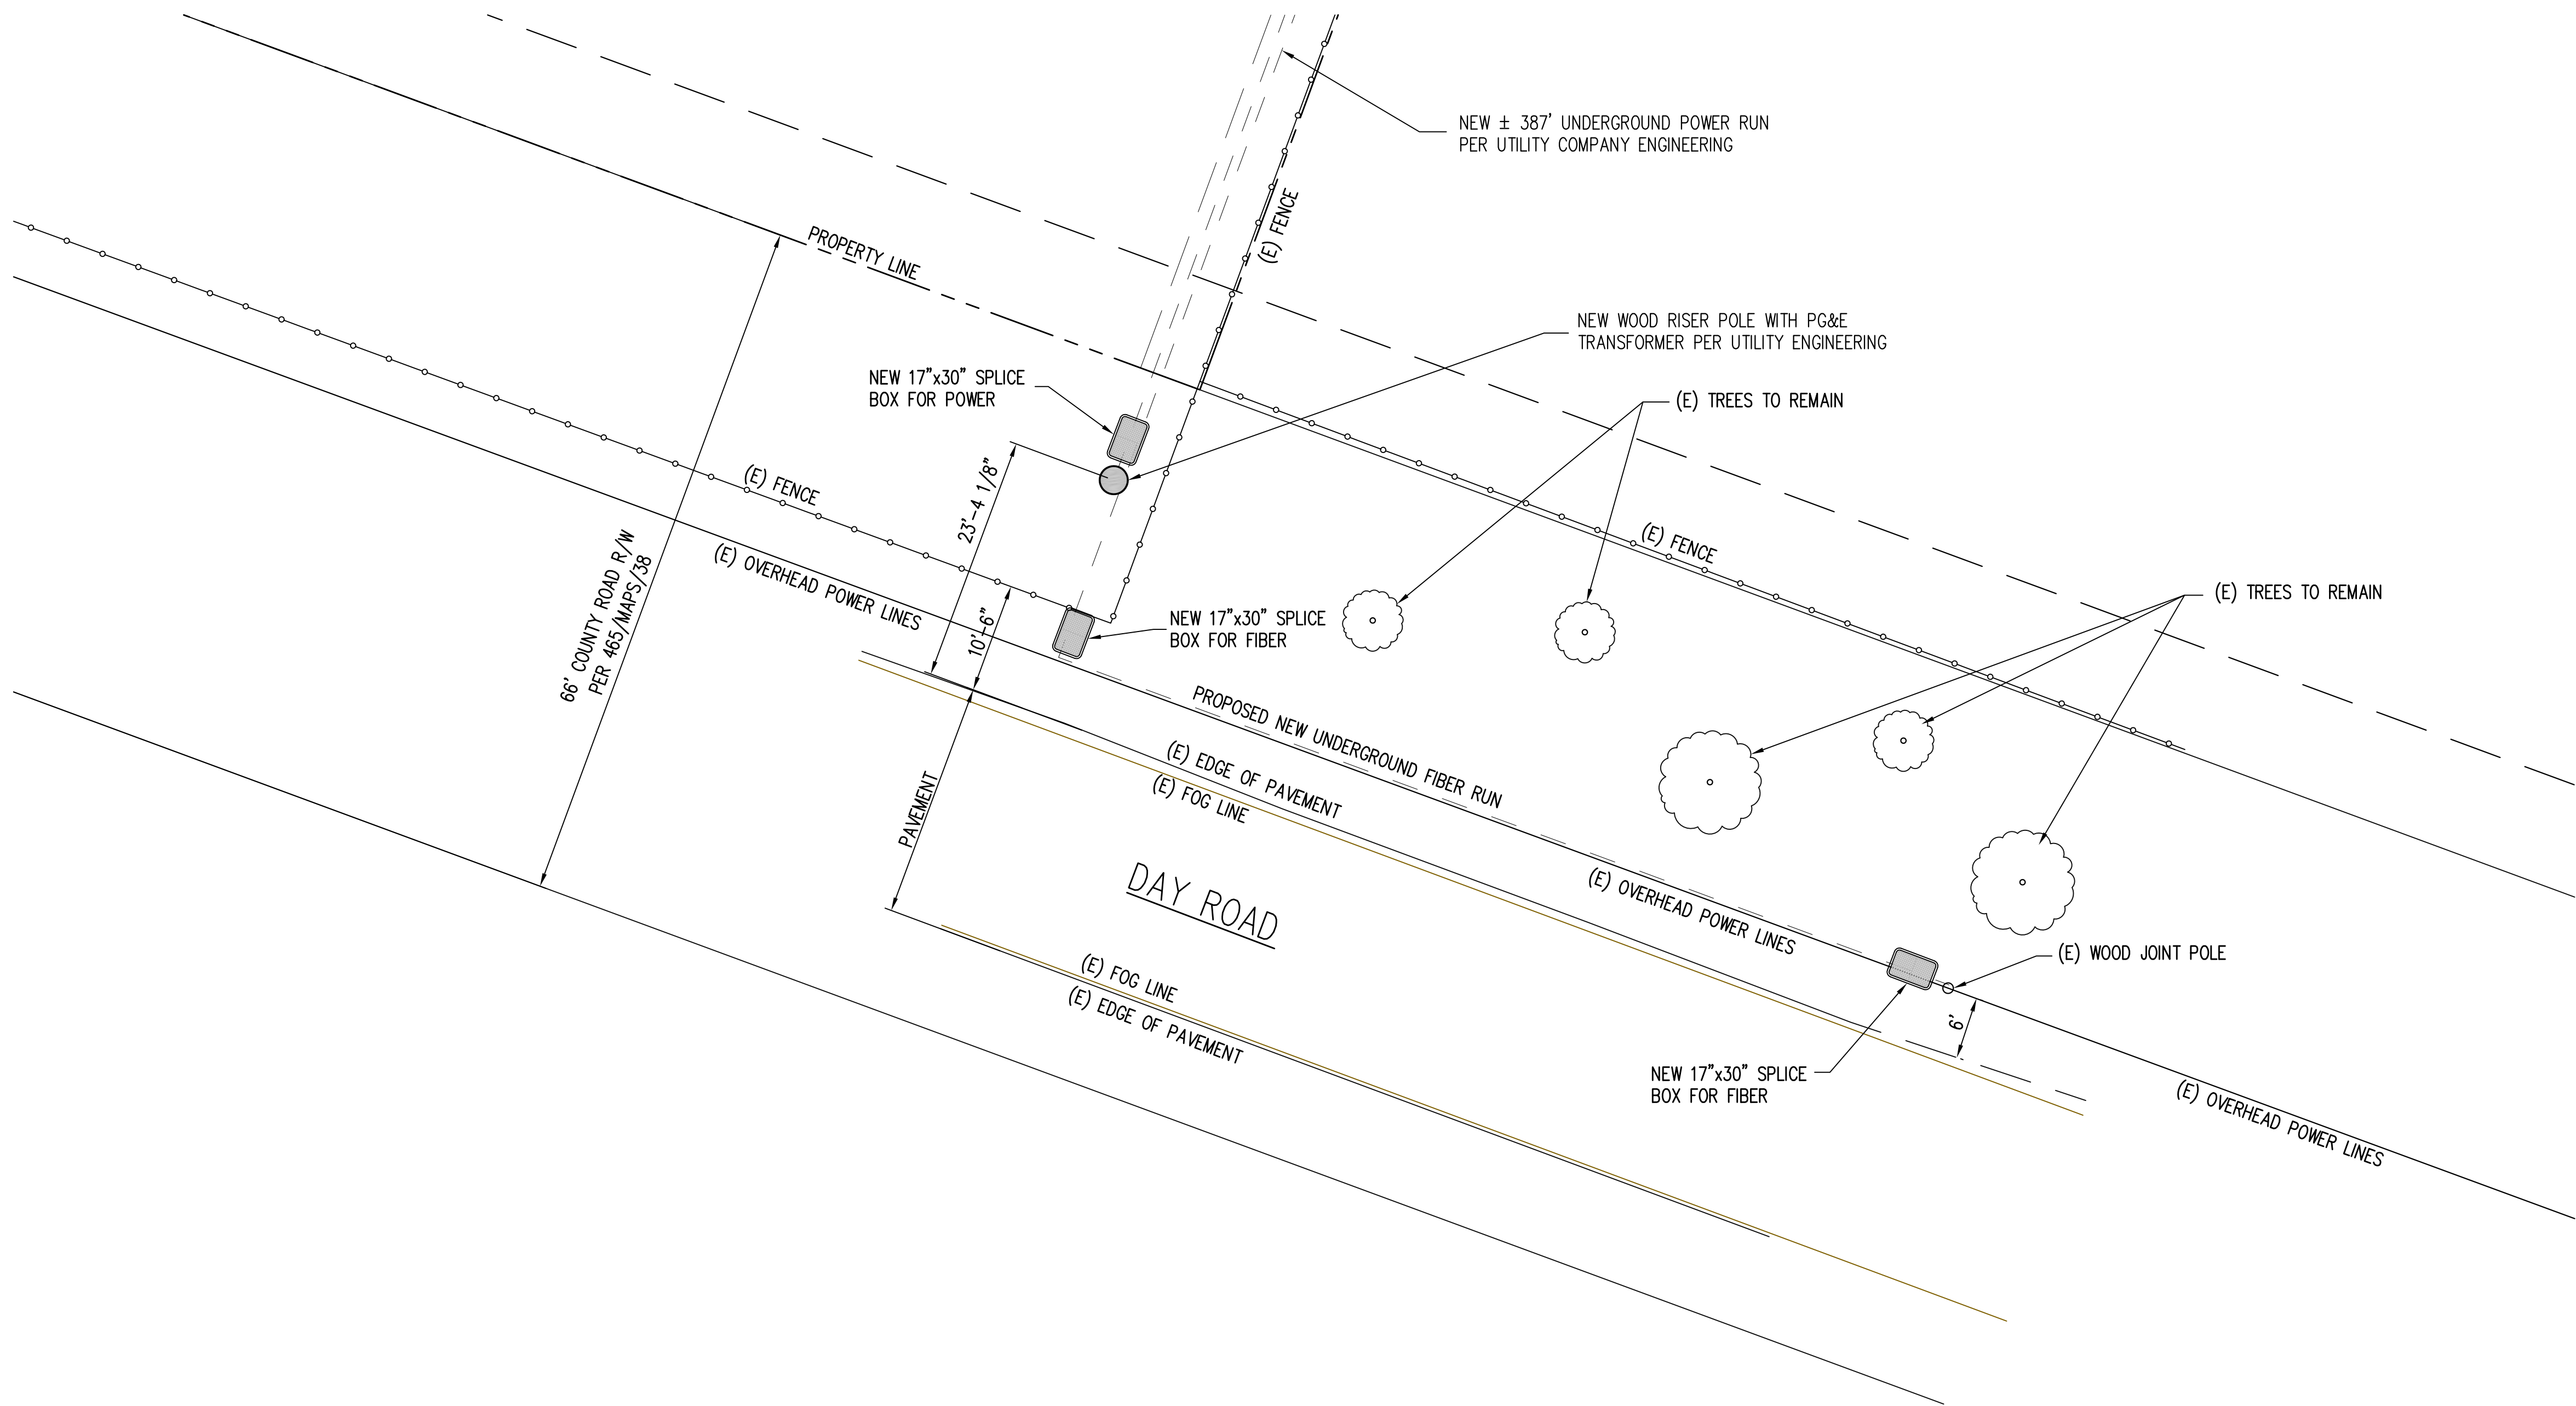 NEW ± 387' UNDERGROUND POWER RUN
PER UTILITY COMPANY ENGINEERING
(E) FENCE
PROPERTY LINE
NEW WOOD RISER POLE WITH PG&E
TRANSFORMER PER UTILITY ENGINEERING
NEW 17"x30" SPLICE
BOX FOR POWER
(E) TREES TO REMAIN
(E) FENCE
23'-4 1/8"
(E) FENCE
66' COUNTY ROAD R/W
PER 465/MAPS/38
(E) OVERHEAD POWER LINES
10'-6"
NEW 17"x30" SPLICE
BOX FOR FIBER
(E) TREES TO REMAIN
PROPOSED NEW UNDERGROUND FIBER RUN
(E) EDGE OF PAVEMENT
(E) FOG LINE
PAVEMENT
DAY ROAD
(E) OVERHEAD POWER LINES
(E) WOOD JOINT POLE
(E) FOG LINE
(E) EDGE OF PAVEMENT
6'
NEW 17"x30" SPLICE
BOX FOR FIBER
(E) OVERHEAD POWER LINES